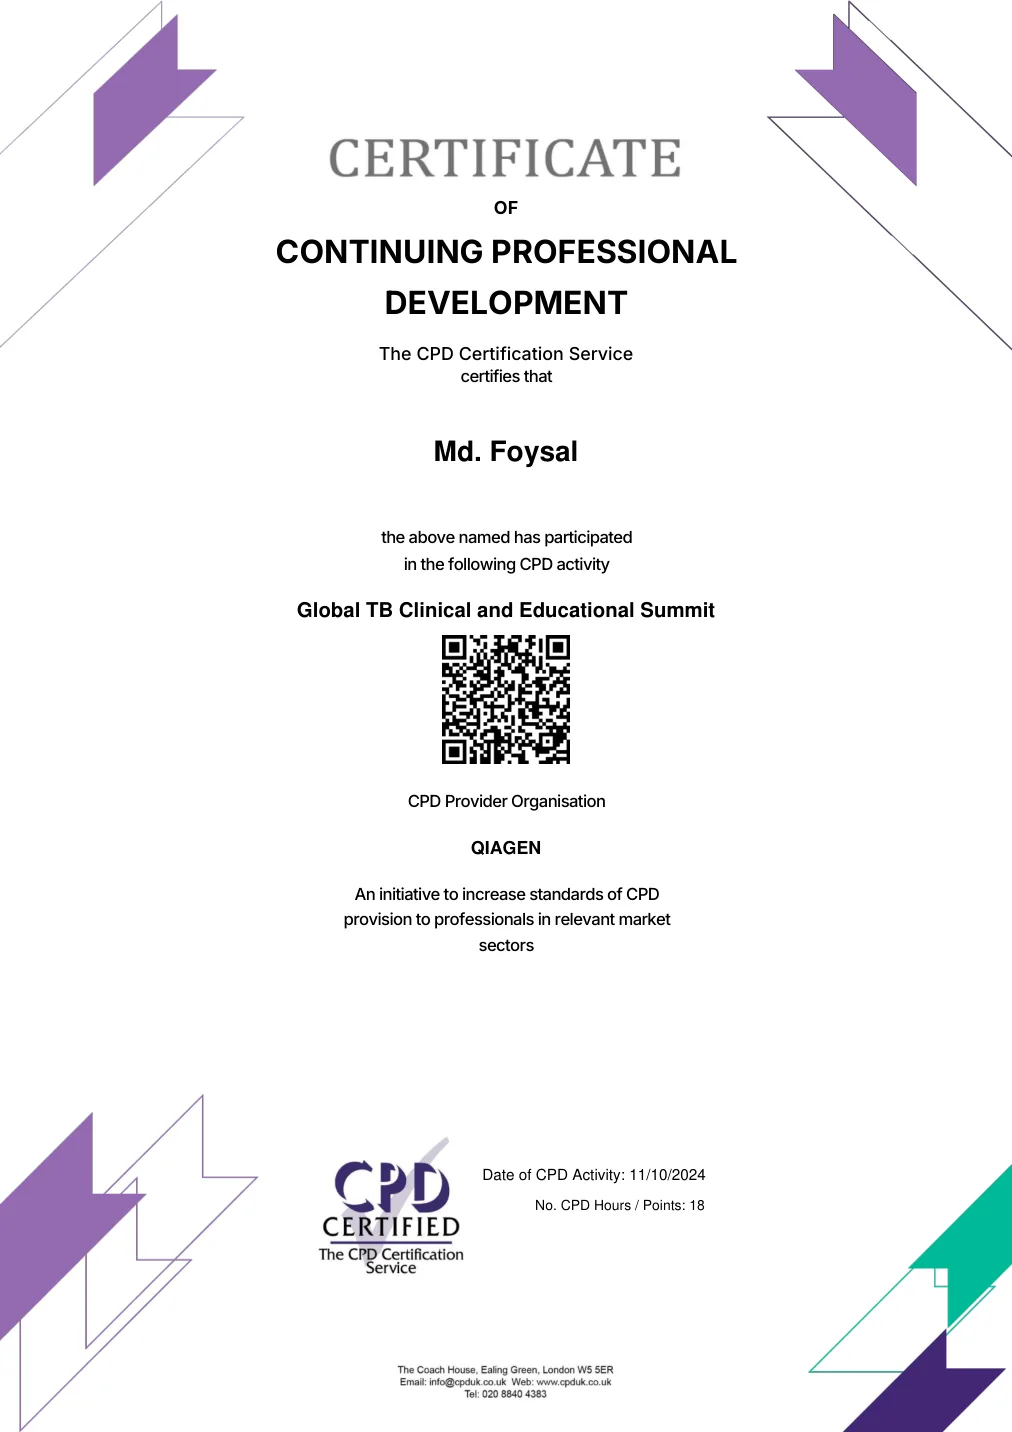 CERTIFICATE
OF
CONTINUING PROFESSIONAL
DEVELOPMENT
The CPD Certification Service
certifies that
Md. Foysal
the above named has participated
in the following CPD activity
Global TB Clinical and Educational Summit
CPD Provider Organisation
QIAGEN
An initiative to increase standards of CPD
provision to professionals in relevant market
sectors
CPD
CERTIFIED
The CPD Certification
Service
Date of CPD Activity: 11/10/2024
No. CPD Hours / Points: 18
The Coach House, Ealing Green, London W5 5ER
Email: info@cpduk.co.uk Web: www.cpduk.co.uk
Tel: 020 8840 4383